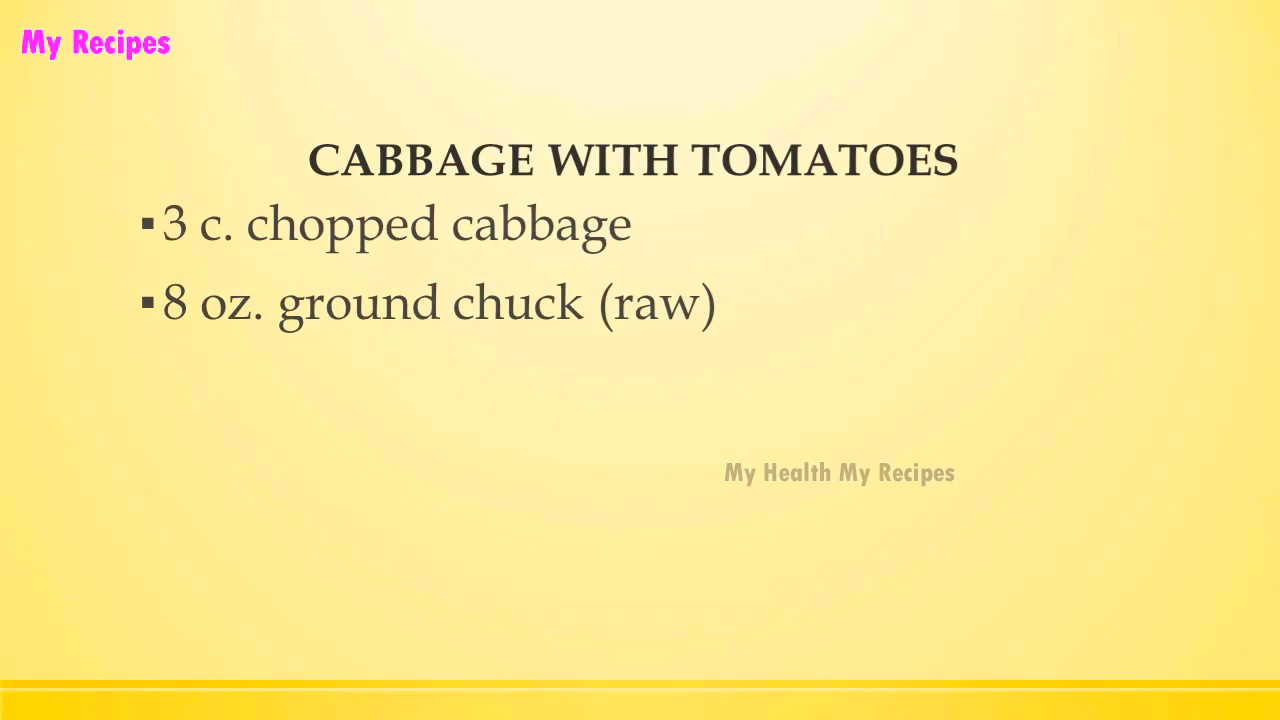 My Recipes
CABBAGE WITH TOMATOES
▪3 c. chopped cabbage
▪8 oz. ground chuck (raw)
My Health My Recipes